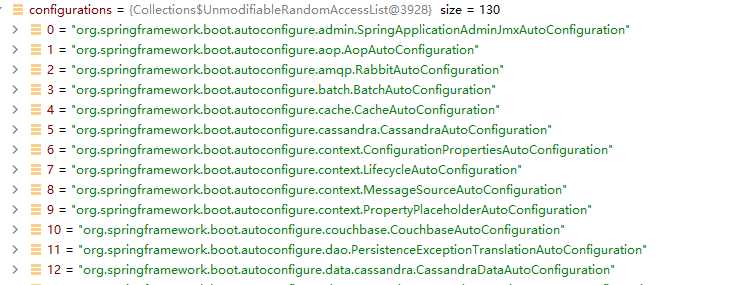 configurations = {Collections$UnmodifiableRandomAccessList@3928} size = 130
0 = "org.springframework.boot.autoconfigure.admin.SpringApplicationAdminJmxAutoConfiguration"
1 = "org.springframework.boot.autoconfigure.aop.AopAutoConfiguration"
2 = "org.springframework.boot.autoconfigure.amqp.RabbitAutoConfiguration"
3 = "org.springframework.boot.autoconfigure.batch.BatchAutoConfiguration"
4 = "org.springframework.boot.autoconfigure.cache.CacheAutoConfiguration"
5 = "org.springframework.boot.autoconfigure.cassandra.CassandraAutoConfiguration"
6 = "org.springframework.boot.autoconfigure.context.ConfigurationPropertiesAutoConfiguration"
7 = "org.springframework.boot.autoconfigure.context.LifecycleAutoConfiguration"
8 = "org.springframework.boot.autoconfigure.context.MessageSourceAutoConfiguration"
9 = "org.springframework.boot.autoconfigure.context.PropertyPlaceholderAutoConfiguration"
10 = "org.springframework.boot.autoconfigure.couchbase.CouchbaseAutoConfiguration"
11 = "org.springframework.boot.autoconfigure.dao.PersistenceExceptionTranslationAutoConfiguration"
12 = "org.springframework.boot.autoconfigure.data.cassandra.CassandraDataAutoConfiguration"